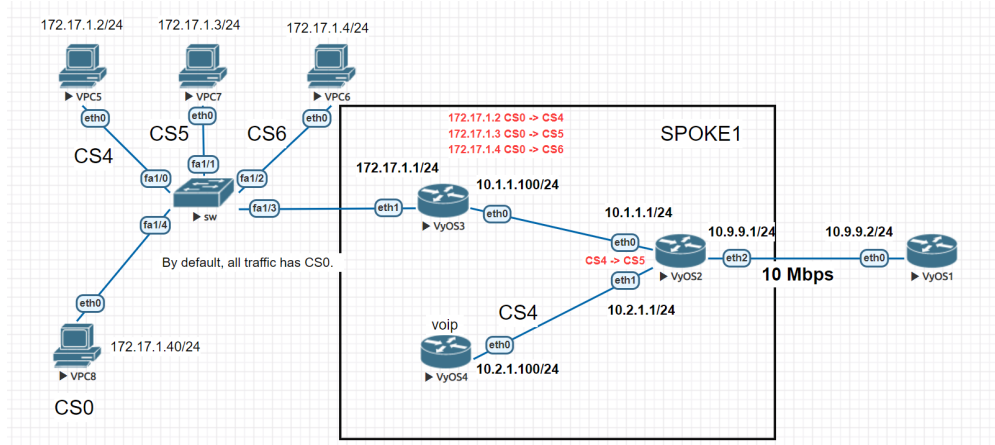 172.17.1.2/24
172.17.1.3/24
172.17.1.4/24
VPC5
VPC7
VPC6
eth0
eth0
eth0
CS4
CS5
CS6
fa1/0
fa1/1
fa1/2
fa1/3
fa1/4
sw
By default, all traffic has CS0.
eth0
VPC8
172.17.1.40/24
CS0
172.17.1.2 CS0 -> CS4
172.17.1.3 CS0 -> CS5
172.17.1.4 CS0 -> CS6
SPOKE1
172.17.1.1/24
10.1.1.100/24
eth1
eth0
VyOS3
10.1.1.1/24
eth0
CS4 -> CS5
eth1
10.2.1.1/24
VyOS2
10.9.9.1/24
eth2
10 Mbps
10.9.9.2/24
eth0
VyOS1
CS4
voip
eth0
VyOS4
10.2.1.100/24